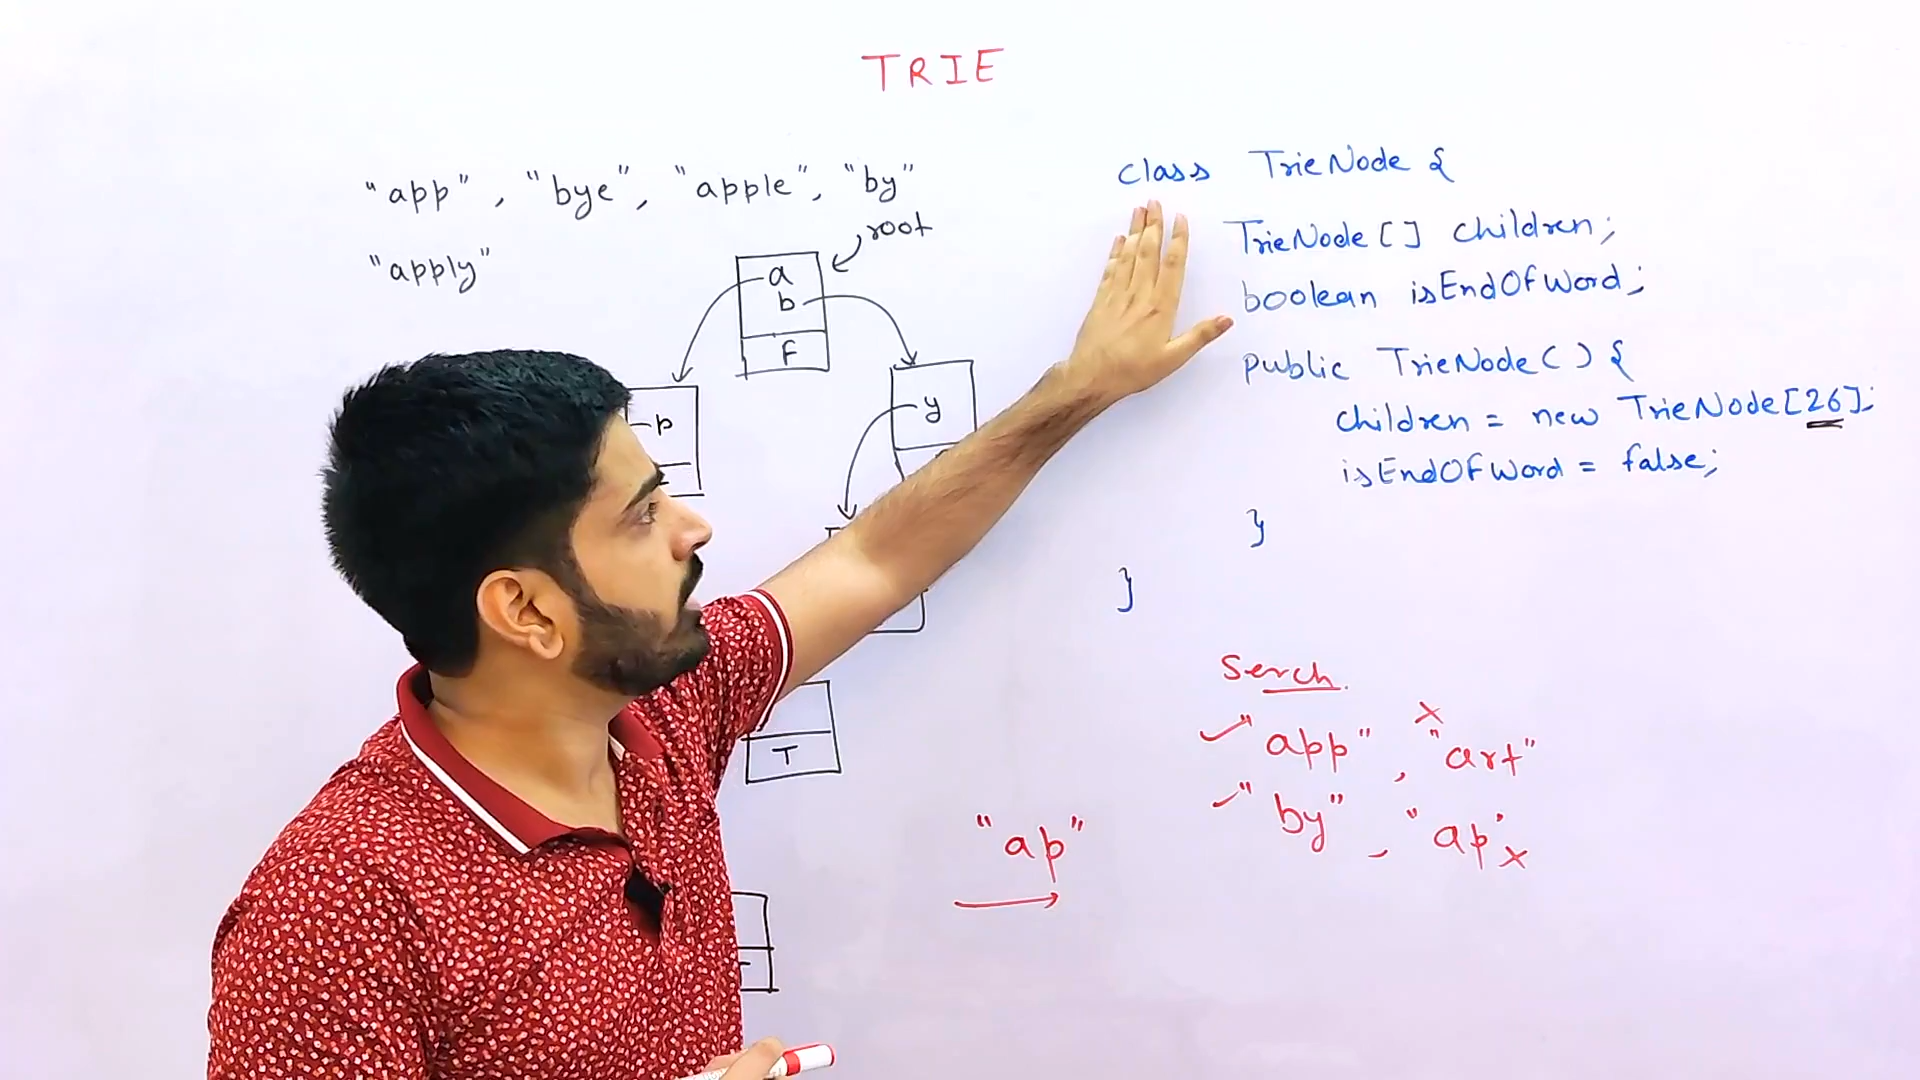 TRIE
"app", "bye", "apple", "by"
"apply"
root
a
b
F
p
y
T
class TrieNode {
TrieNode [] children;
boolean isEndOfWord;
public TrieNode () {
children = new TrieNode[26];
isEndOfWord = false;
}
}
Serch.
"app", "art"
"by", "ap"
"ap"